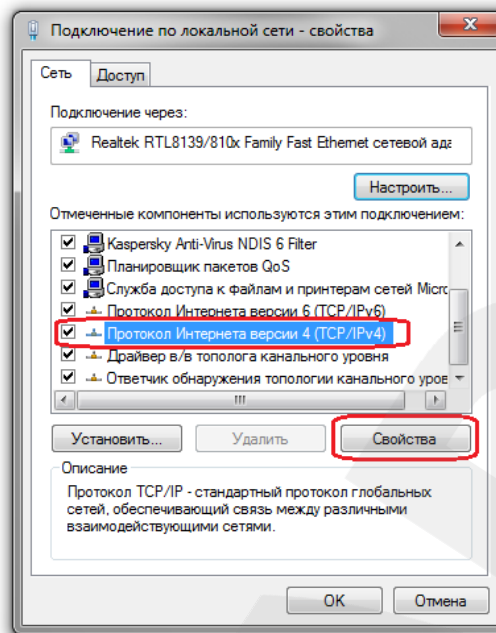 Подключение по локальной сети - свойства
Сеть
Доступ
Подключение через:
Realtek RTL8139/810x Family Fast Ethernet сетевой ада
Настроить...
Отмеченные компоненты используются этим подключением:
Kaspersky Anti-Virus NDIS 6 Filter
Планировщик пакетов QoS
Служба доступа к файлам и принтерам сетей Micro
Протокол Интернета версии 6 (TCP/IPv6)
Протокол Интернета версии 4 (TCP/IPv4)
Драйвер в/в тополога канального уровня
Ответчик обнаружения топологии канального уров
Установить...
Удалить
Свойства
Описание
Протокол TCP/IP - стандартный протокол глобальных
сетей, обеспечивающий связь между различными
взаимодействующими сетями.
OK
Отмена